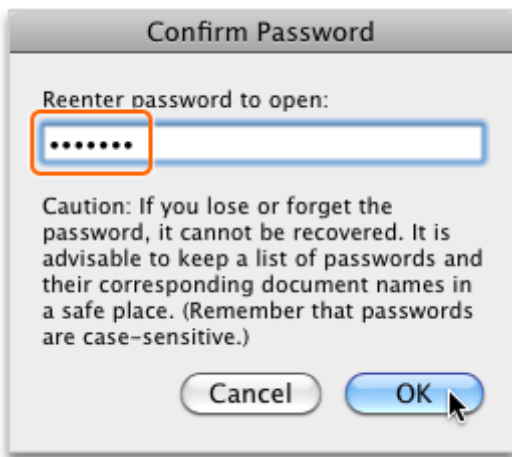 Confirm Password
Reenter password to open:
•••••••
Caution: If you lose or forget the
password, it cannot be recovered. It is
advisable to keep a list of passwords and
their corresponding document names in
a safe place. (Remember that passwords
are case-sensitive.)
Cancel
OK